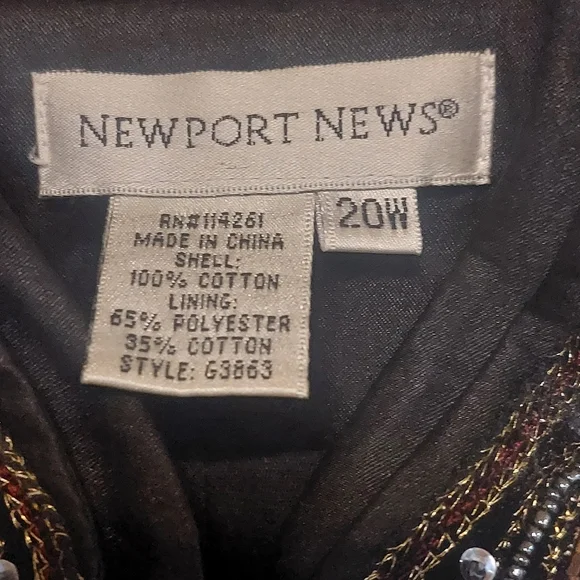 NEWPORT NEWS®
20W
RN#114261
MADE IN CHINA
SHELL:
100% COTTON
LINING:
65% POLYESTER
35% COTTON
STYLE: G3863